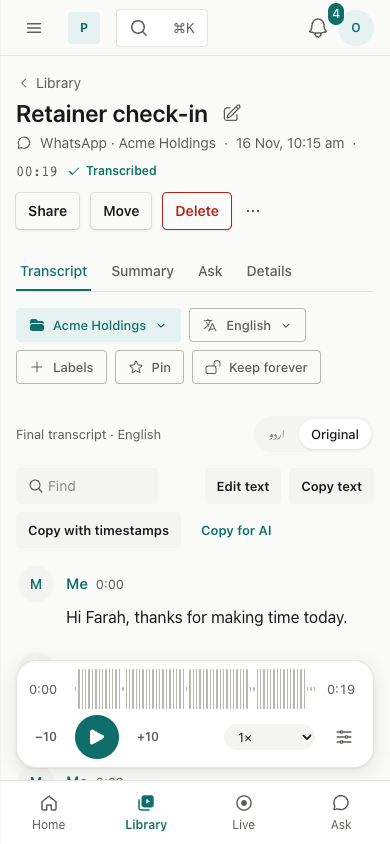 P
⌘K
4
O
Library
Retainer check-in
WhatsApp · Acme Holdings · 16 Nov, 10:15 am ·
00:19 Transcribed
Share Move Delete ...
Transcript Summary Ask Details
Acme Holdings English
+ Labels Pin Keep forever
Final transcript · English اردو Original
Find Edit text Copy text
Copy with timestamps Copy for AI
M Me 0:00
Hi Farah, thanks for making time today.
0:00 0:19
−10 +10 1×
Home Library Live Ask